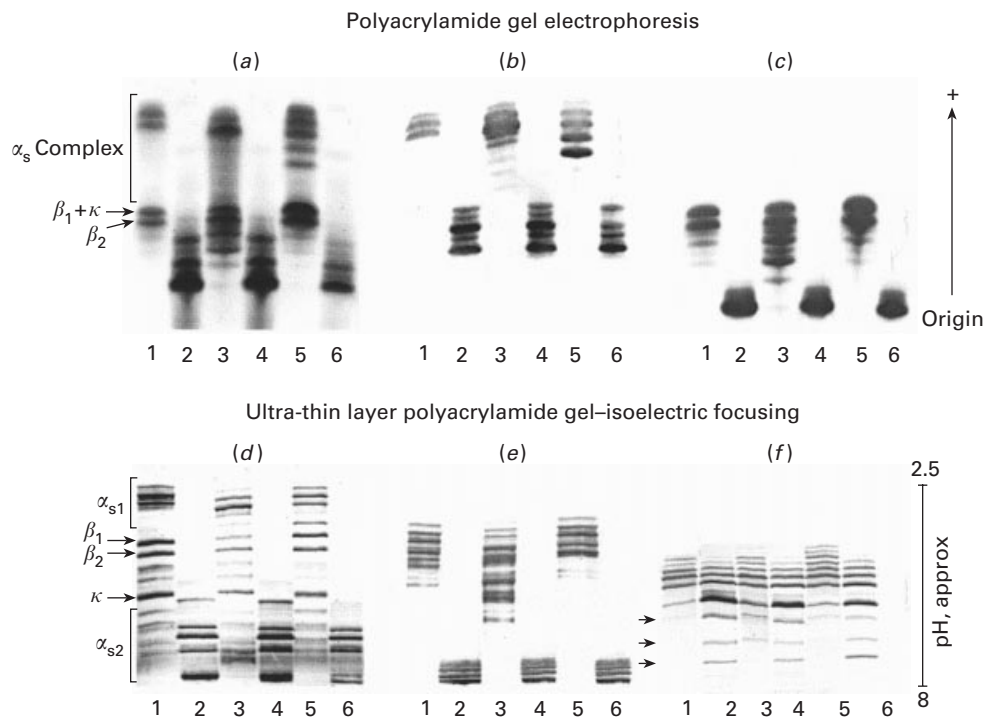 Polyacrylamide gel electrophoresis
(a) (b) (c)
+
αs Complex
β1+κ
β2
Origin
1 2 3 4 5 6 1 2 3 4 5 6 1 2 3 4 5 6
Ultra-thin layer polyacrylamide gel–isoelectric focusing
(d) (e) (f)
2.5
αs1
β1
β2
κ
αs2
pH, approx
8
1 2 3 4 5 6 1 2 3 4 5 6 1 2 3 4 5 6